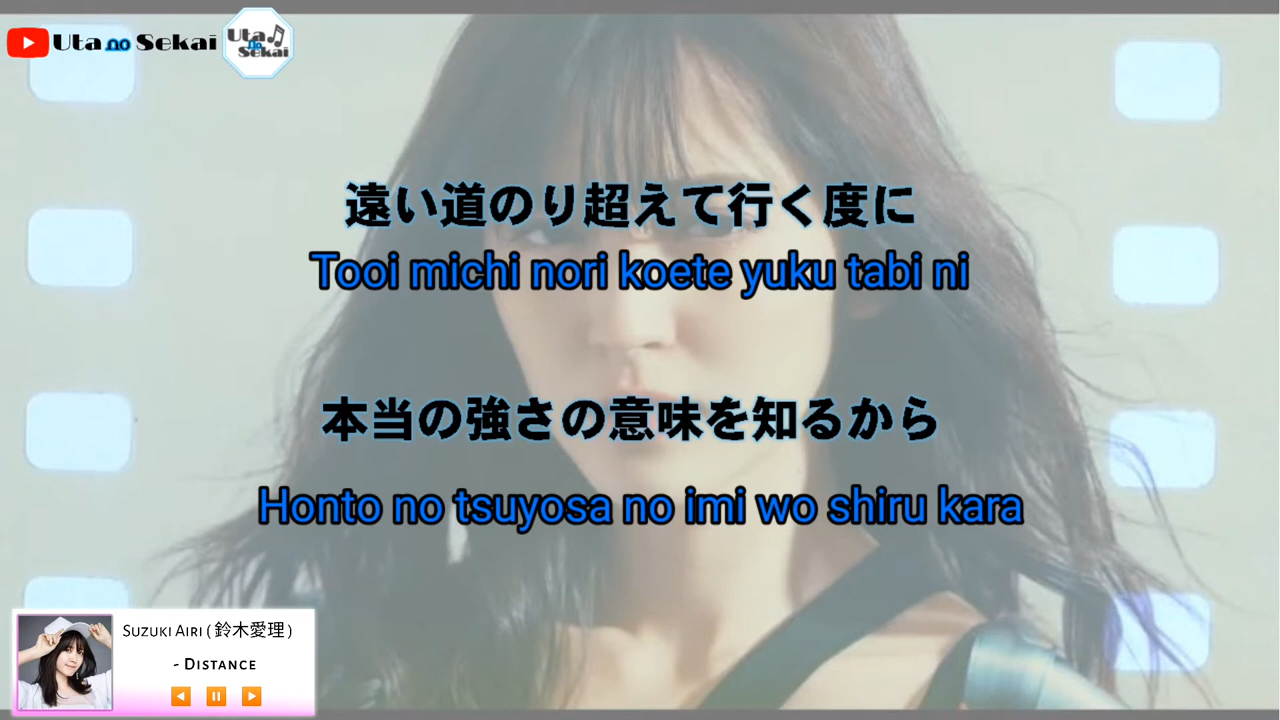 Uta no Sekai
Uta no Sekai
遠い道のり超えて行く度に
Tooi michi nori koete yuku tabi ni
本当の強さの意味を知るから
Honto no tsuyosa no imi wo shiru kara
Suzuki Airi ( 鈴木愛理 )
- Distance